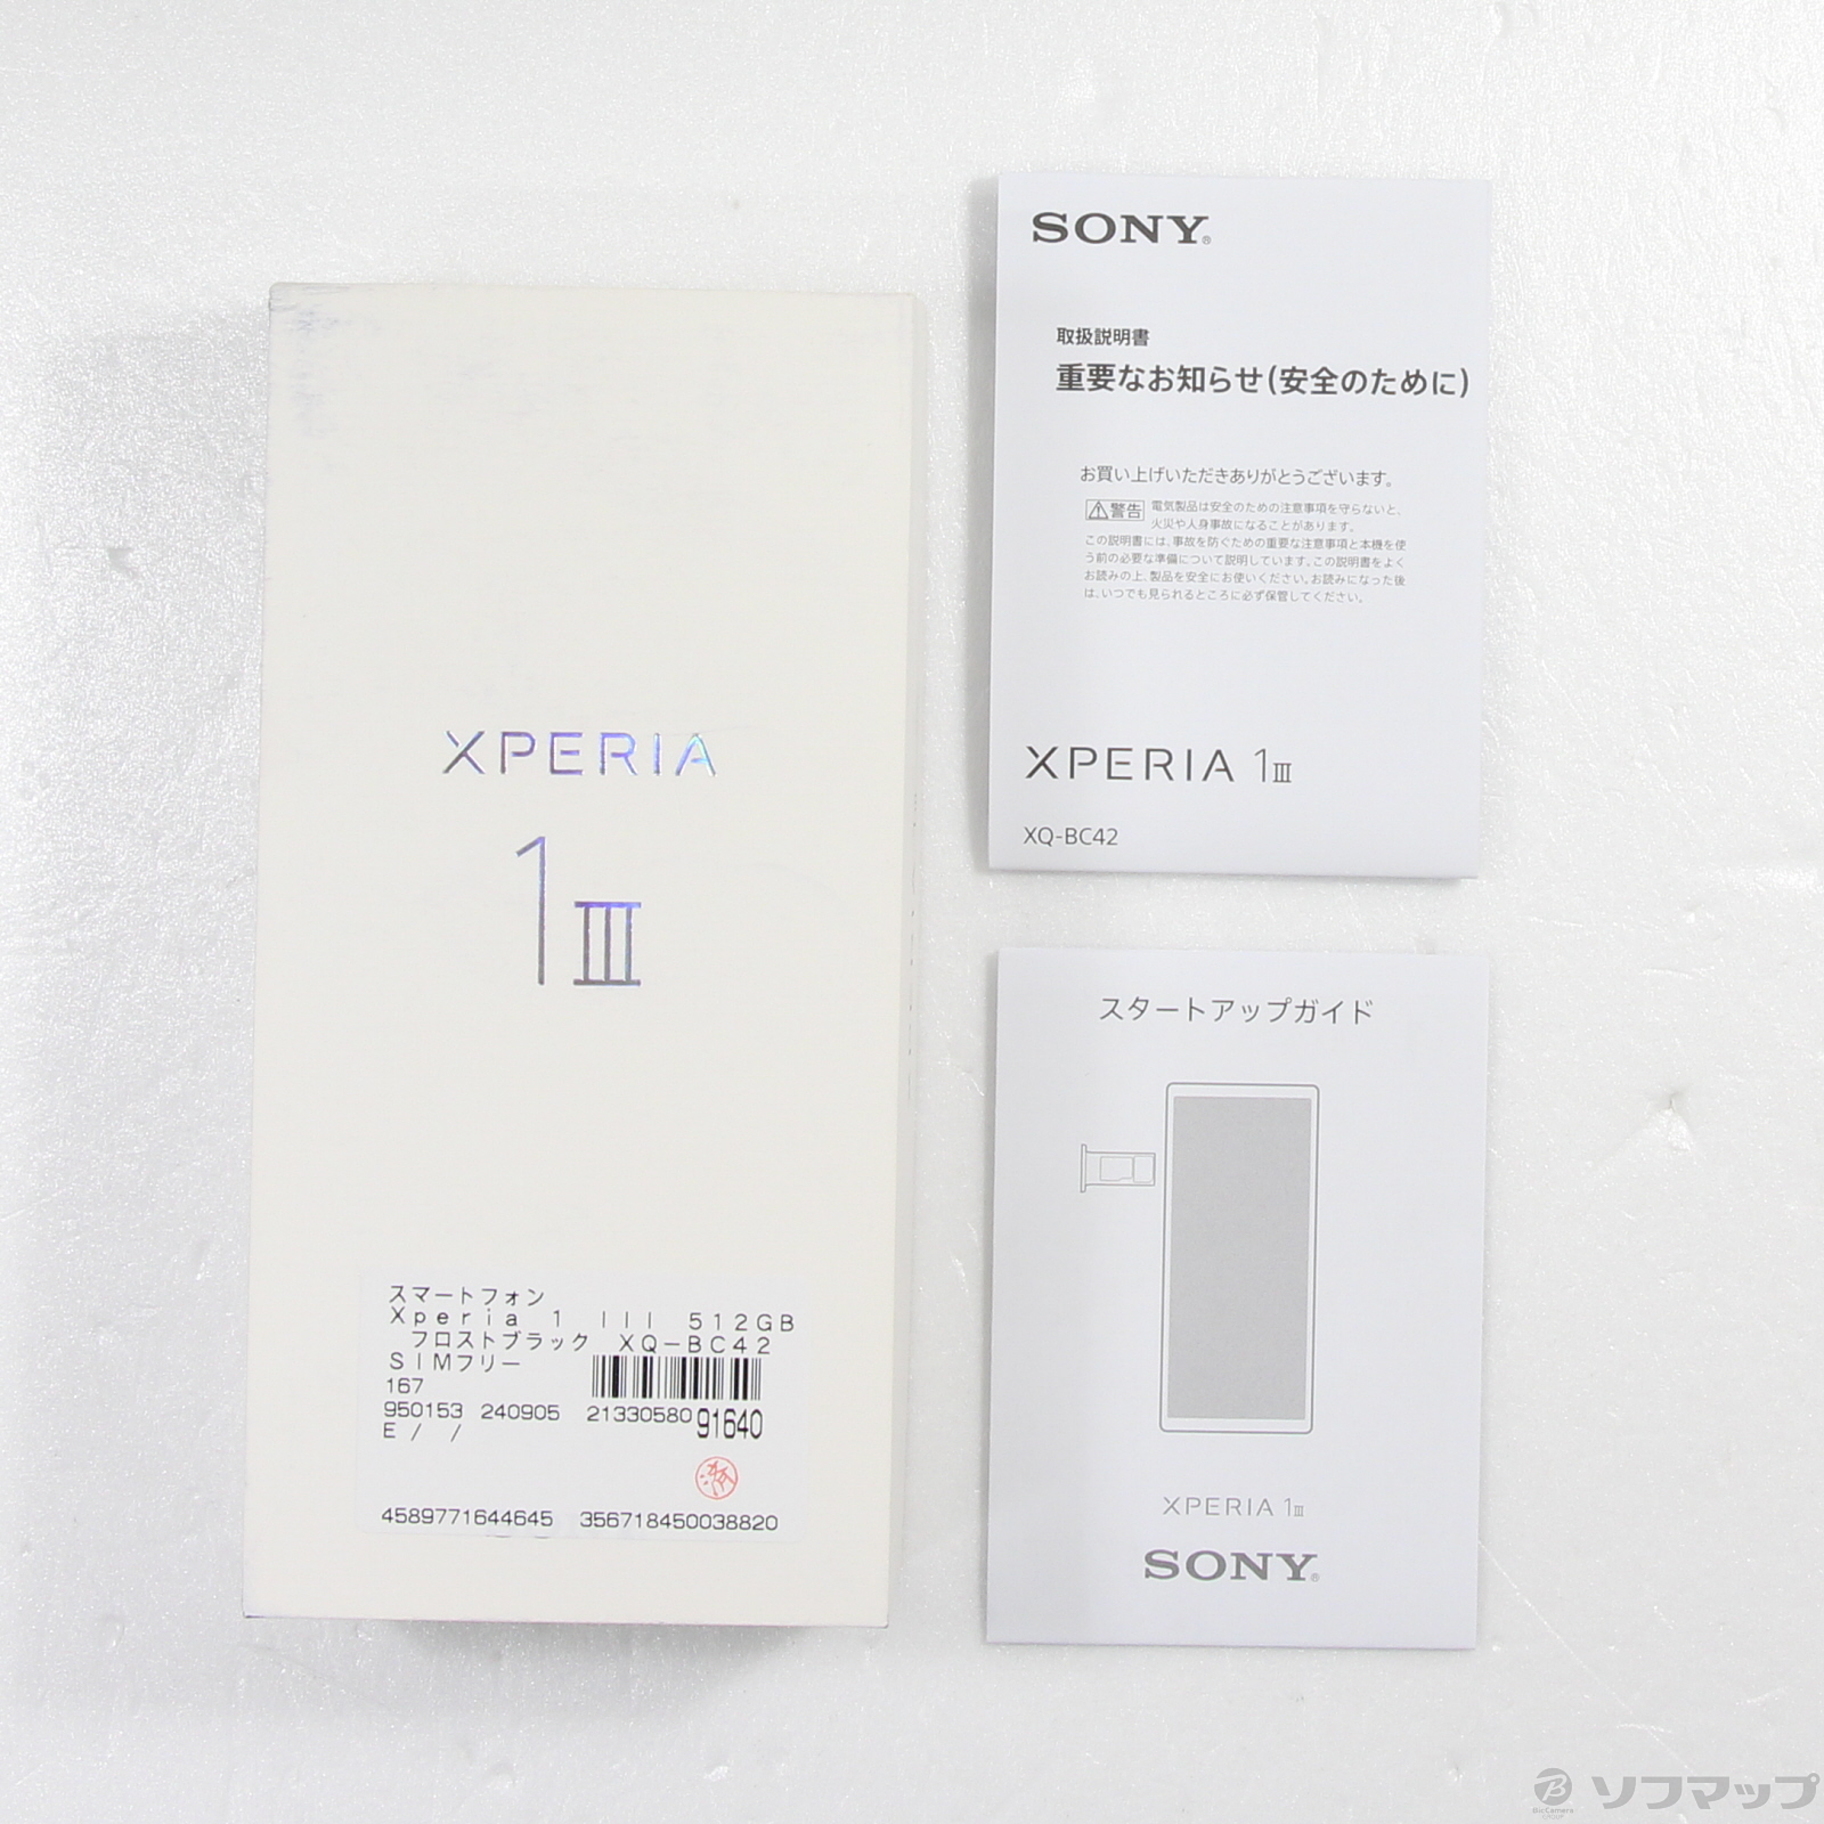 XPERIA
1III
スマートフォン
Xperia 1 III 512GB
フロストブラック XQ-BC42
SIMフリー
167
950153 240905 2133058091640
E / /
済
4589771644645 356718450038820
SONY®
取扱説明書
重要なお知らせ(安全のために)
お買い上げいただきありがとうございます。
警告 電気製品は安全のための注意事項を守らないと、
火災や人身事故になることがあります。
この説明書には、事故を防ぐための重要な注意事項と本機を使
う前の必要な準備について説明しています。この説明書をよく
お読みの上、製品を安全にお使いください。お読みになった後
は、いつでも見られるところに必ず保管してください。
XPERIA 1III
XQ-BC42
スタートアップガイド
XPERIA 1III
SONY®
B
BicCamera
GROUP
ソフマップ